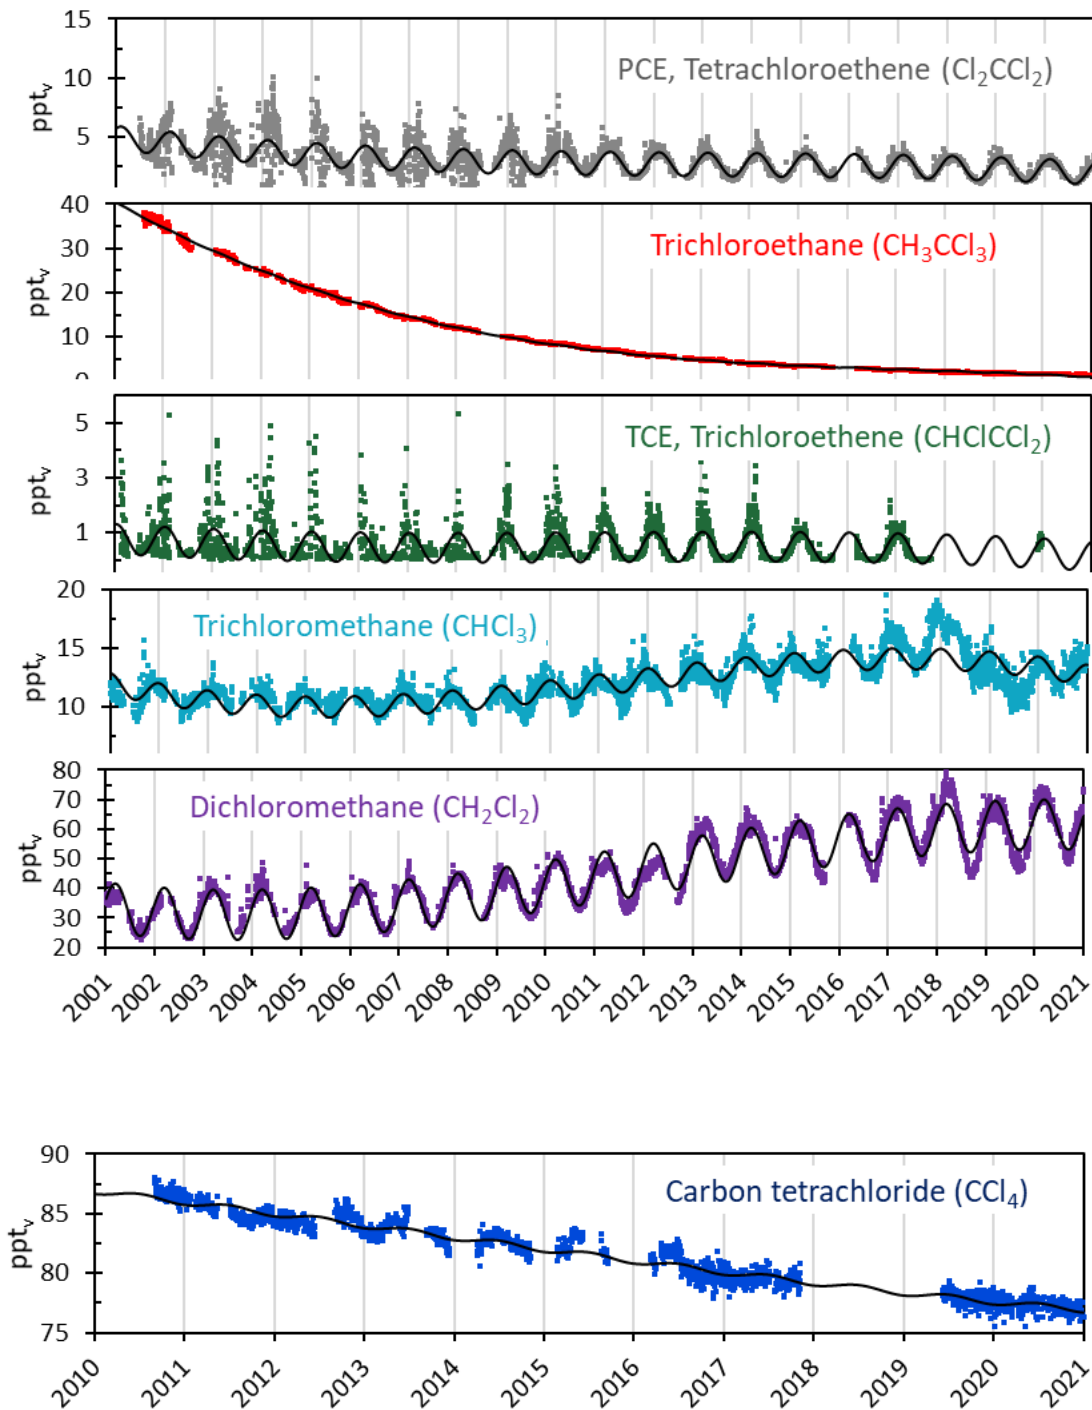 15
PCE, Tetrachloroethene (Cl₂CCl₂)
10
pptᵥ
5
40
Trichloroethane (CH₃CCl₃)
30
pptᵥ
20
10
0
5
TCE, Trichloroethene (CHClCCl₂)
3
pptᵥ
1
20
Trichloromethane (CHCl₃)
15
pptᵥ
10
80
Dichloromethane (CH₂Cl₂)
70
60
pptᵥ
50
40
30
20
2001 2002 2003 2004 2005 2006 2007 2008 2009 2010 2011 2012 2013 2014 2015 2016 2017 2018 2019 2020 2021
90
Carbon tetrachloride (CCl₄)
85
pptᵥ
80
75
2010 2011 2012 2013 2014 2015 2016 2017 2018 2019 2020 2021